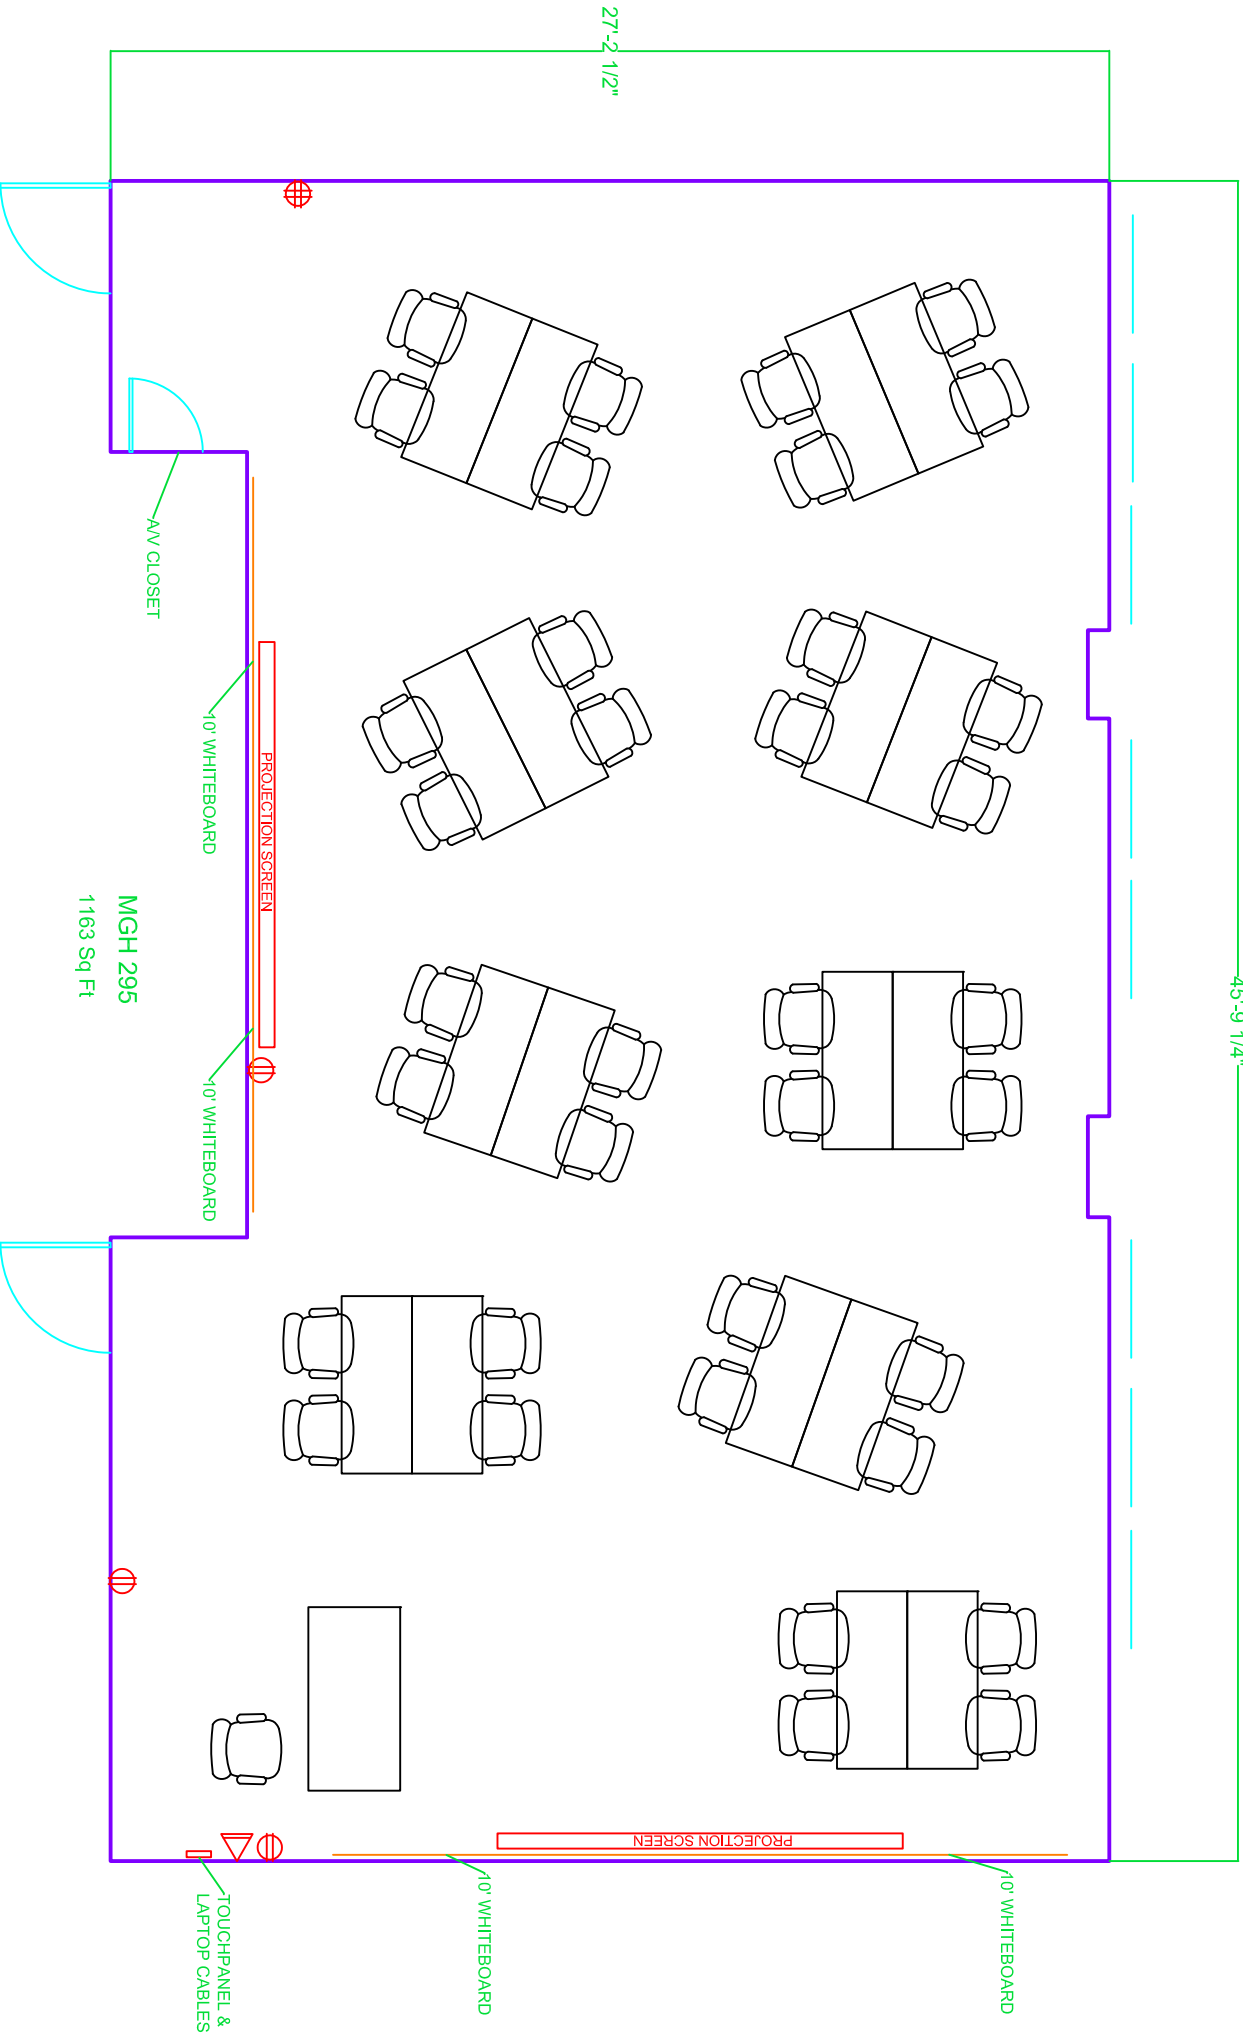 27'-2 1/2"
45'-9 1/4"
A/V CLOSET
10' WHITEBOARD
PROJECTION SCREEN
MGH 295
1163 Sq Ft
10' WHITEBOARD
PROJECTION SCREEN
10' WHITEBOARD
10' WHITEBOARD
TOUCHPANEL &
LAPTOP CABLES